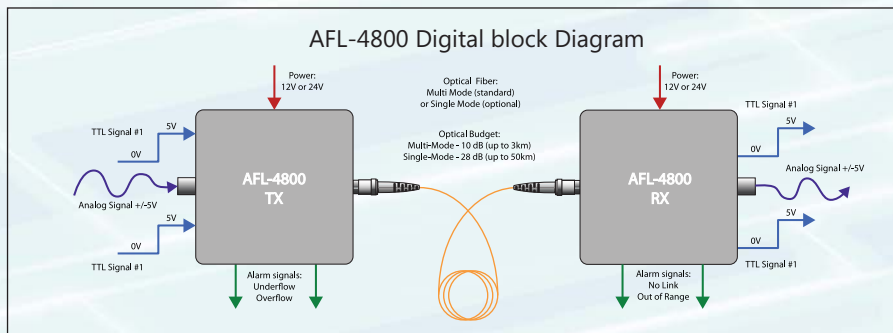 AFL-4800 Digital block Diagram
Power:
12V or 24V
TTL Signal #1
5V
0V
Analog Signal +/-5V
5V
0V
TTL Signal #1
AFL-4800
TX
Alarm signals:
Underflow
Overflow
Optical Fiber:
Multi Mode (standard)
or Single Mode (optional)
Optical Budget:
Multi-Mode - 10 dB (up to 3km)
Single-Mode - 28 dB (up to 50km)
Power:
12V or 24V
AFL-4800
RX
TTL Signal #1
5V
0V
Analog Signal +/-5V
5V
0V
TTL Signal #1
Alarm signals:
No Link
Out of Range